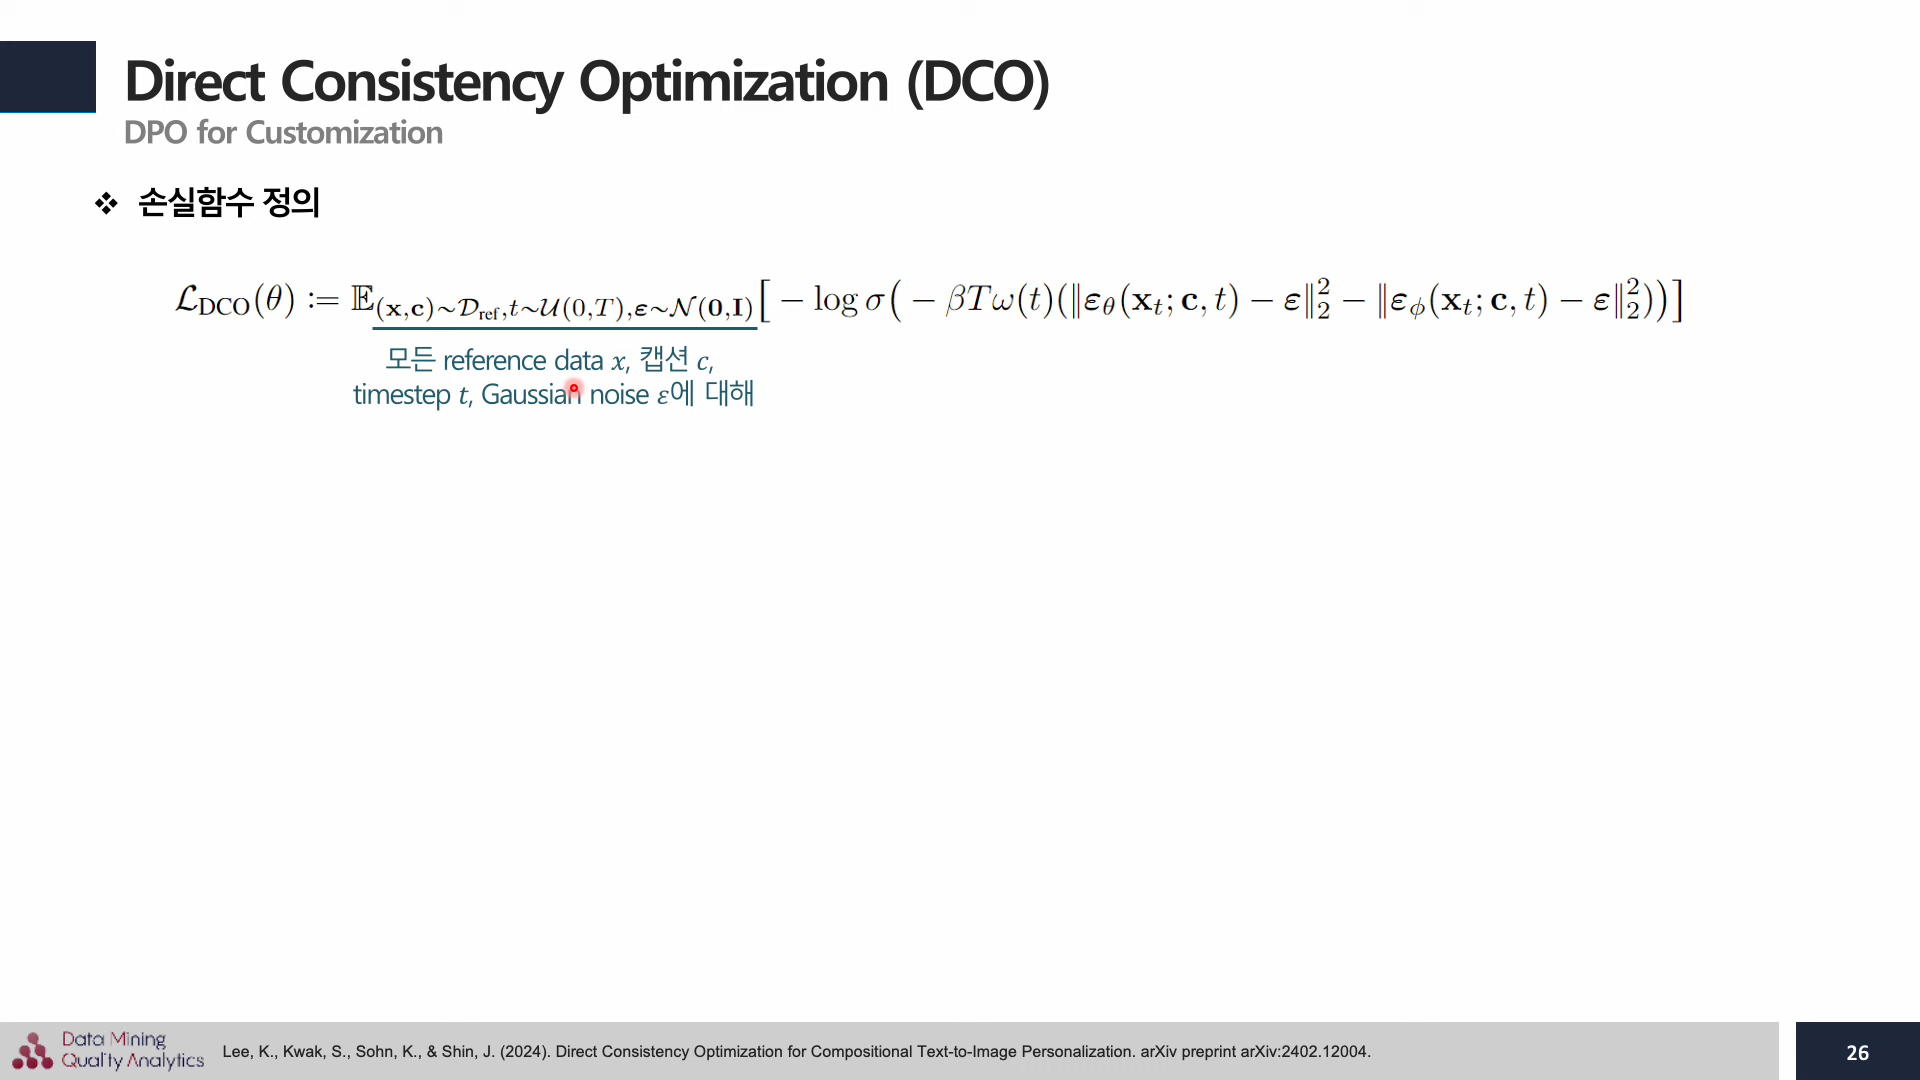 Direct Consistency Optimization (DCO)
DPO for Customization
❖ 손실함수 정의
ℒ_DCO(θ) := 𝔼_(x,c)∼𝒟_ref,t∼𝒰(0,T),ε∼𝒩(0,I) [ − log σ( − βTω(t)(‖ε_θ(x_t; c, t) − ε‖₂² − ‖ε_ϕ(x_t; c, t) − ε‖₂²))]
모든 reference data x, 캡션 c,
timestep t, Gaussian noise ε에 대해
Data Mining
Quality Analytics
Lee, K., Kwak, S., Sohn, K., & Shin, J. (2024). Direct Consistency Optimization for Compositional Text-to-Image Personalization. arXiv preprint arXiv:2402.12004.
26